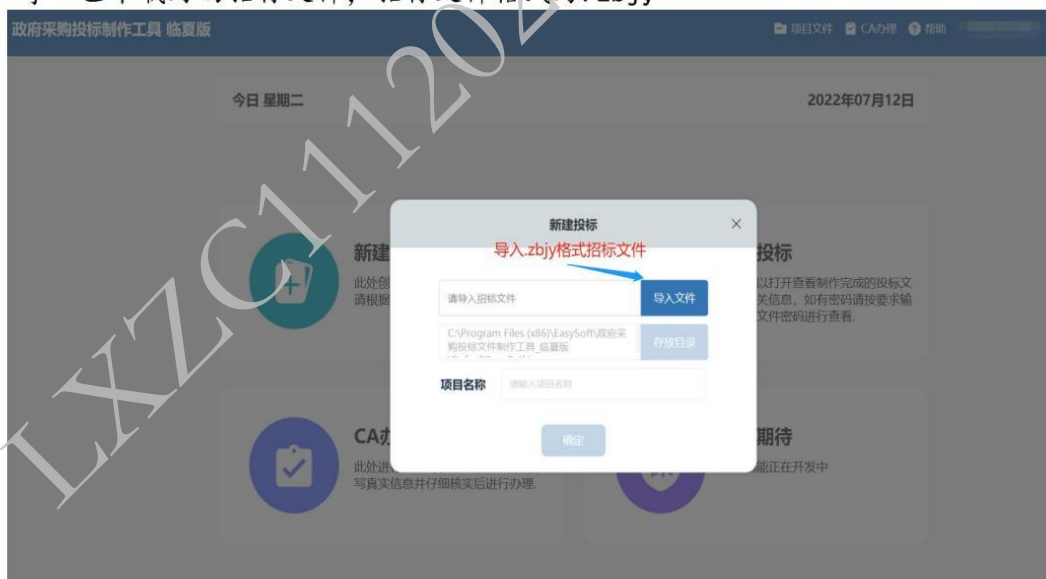 政府采购投标制作工具 临夏版
项目文件 CA办理 帮助
今日 星期二
2022年07月12日
新建投标
导入.zbjy格式招标文件
新建
此处创
请根据
请导入招标文件
导入文件
C:\Program Files (x86)\EasySoft\政府采
购投标文件制作工具_临夏版
存放目录
项目名称 请输入项目名称
确定
投标
以打开查看制作完成的投标文
关信息，如有密码请按要求输
文件密码进行查看.
CA办
此处进
写真实信息并仔细核实后进行办理.
期待
能正在开发中
LXZC11120